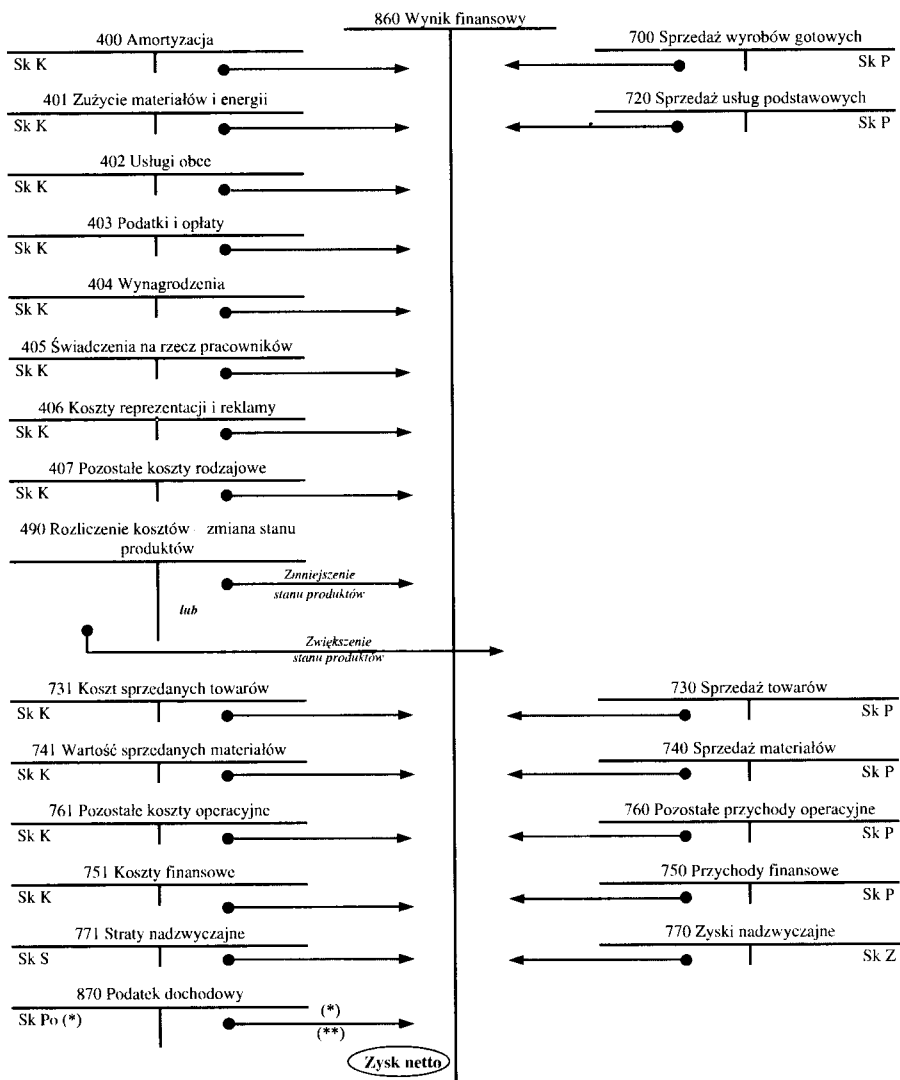 860 Wynik finansowy
400 Amortyzacja
Sk K
700 Sprzedaż wyrobów gotowych
Sk P
401 Zużycie materiałów i energii
Sk K
720 Sprzedaż usług podstawowych
Sk P
402 Usługi obce
Sk K
403 Podatki i opłaty
Sk K
404 Wynagrodzenia
Sk K
405 Świadczenia na rzecz pracowników
Sk K
406 Koszty reprezentacji i reklamy
Sk K
407 Pozostałe koszty rodzajowe
Sk K
490 Rozliczenie kosztów zmiana stanu
produktów
Zmniejszenie
stanu produktów
lub
Zwiększenie
stanu produktów
731 Koszt sprzedanych towarów
Sk K
730 Sprzedaż towarów
Sk P
741 Wartość sprzedanych materiałów
Sk K
740 Sprzedaż materiałów
Sk P
761 Pozostałe koszty operacyjne
Sk K
760 Pozostałe przychody operacyjne
Sk P
751 Koszty finansowe
Sk K
750 Przychody finansowe
Sk P
771 Straty nadzwyczajne
Sk S
770 Zyski nadzwyczajne
Sk Z
870 Podatek dochodowy
Sk Po (*)
(*)
(**)
Zysk netto